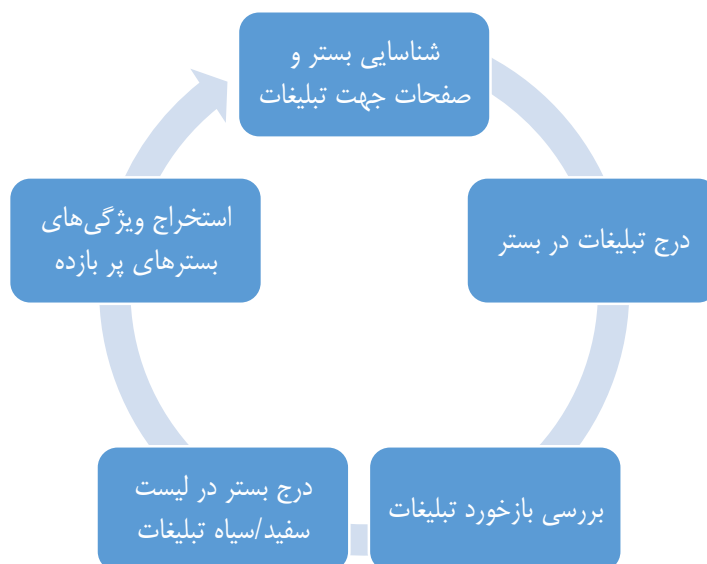 شناسایی بستر و
صفحات جهت تبلیغات
درج تبلیغات در بستر
بررسی بازخورد تبلیغات
درج بستر در لیست
سفید/سیاه تبلیغات
استخراج ویژگی‌های
بسترهای پر بازده